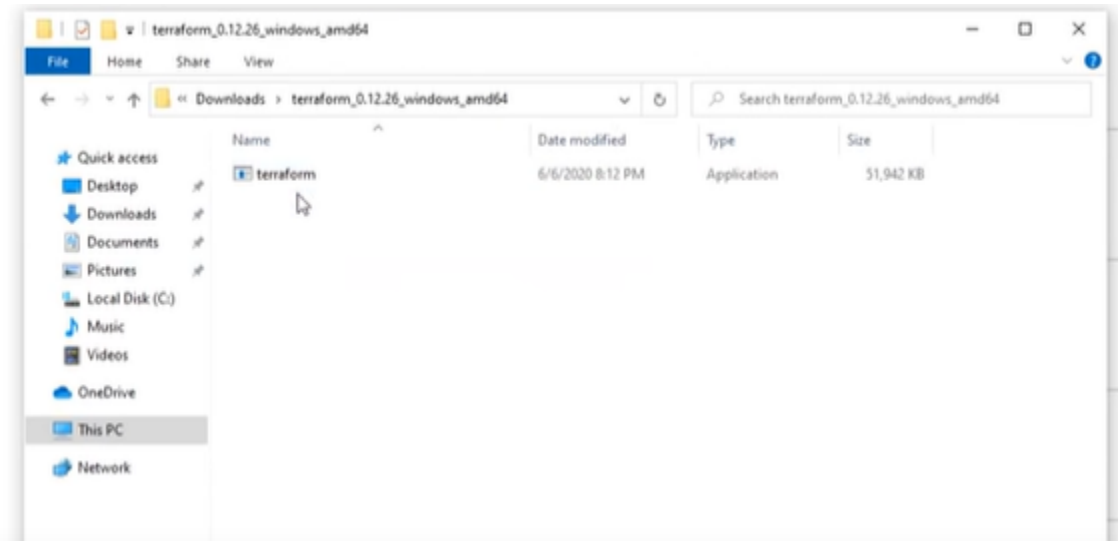 terraform_0.12.26_windows_amd64
File Home Share View
« Downloads › terraform_0.12.26_windows_amd64 Search terraform_0.12.26_windows_amd64
Name Date modified Type Size
terraform 6/6/2020 8:12 PM Application 51,942 KB
Quick access
Desktop
Downloads
Documents
Pictures
Local Disk (C:)
Music
Videos
OneDrive
This PC
Network